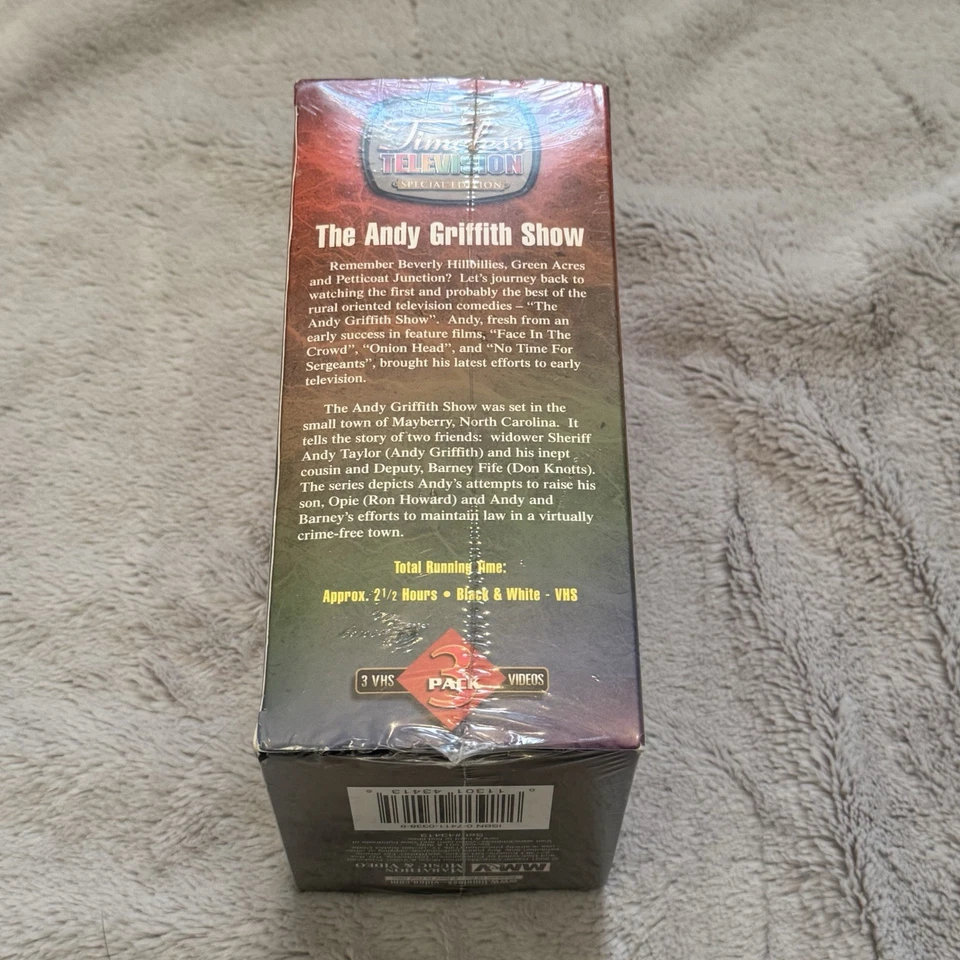 Timeless
TELEVISION
SPECIAL EDITION
The Andy Griffith Show
Remember Beverly Hillbillies, Green Acres
and Petticoat Junction? Let's journey back to
watching the first and probably the best of the
rural oriented television comedies – “The
Andy Griffith Show”. Andy, fresh from an
early success in feature films, “Face In The
Crowd”, “Onion Head”, and “No Time For
Sergeants”, brought his latest efforts to early
television.
The Andy Griffith Show was set in the
small town of Mayberry, North Carolina. It
tells the story of two friends: widower Sheriff
Andy Taylor (Andy Griffith) and his inept
cousin and Deputy, Barney Fife (Don Knotts).
The series depicts Andy's attempts to raise his
son, Opie (Ron Howard) and Andy and
Barney's efforts to maintain law in a virtually
crime-free town.
Total Running Time:
Approx. 2 1/2 Hours • Black & White - VHS
3 VHS 3 PACK VIDEOS
11301 43413
MARATHON
MUSIC & VIDEO